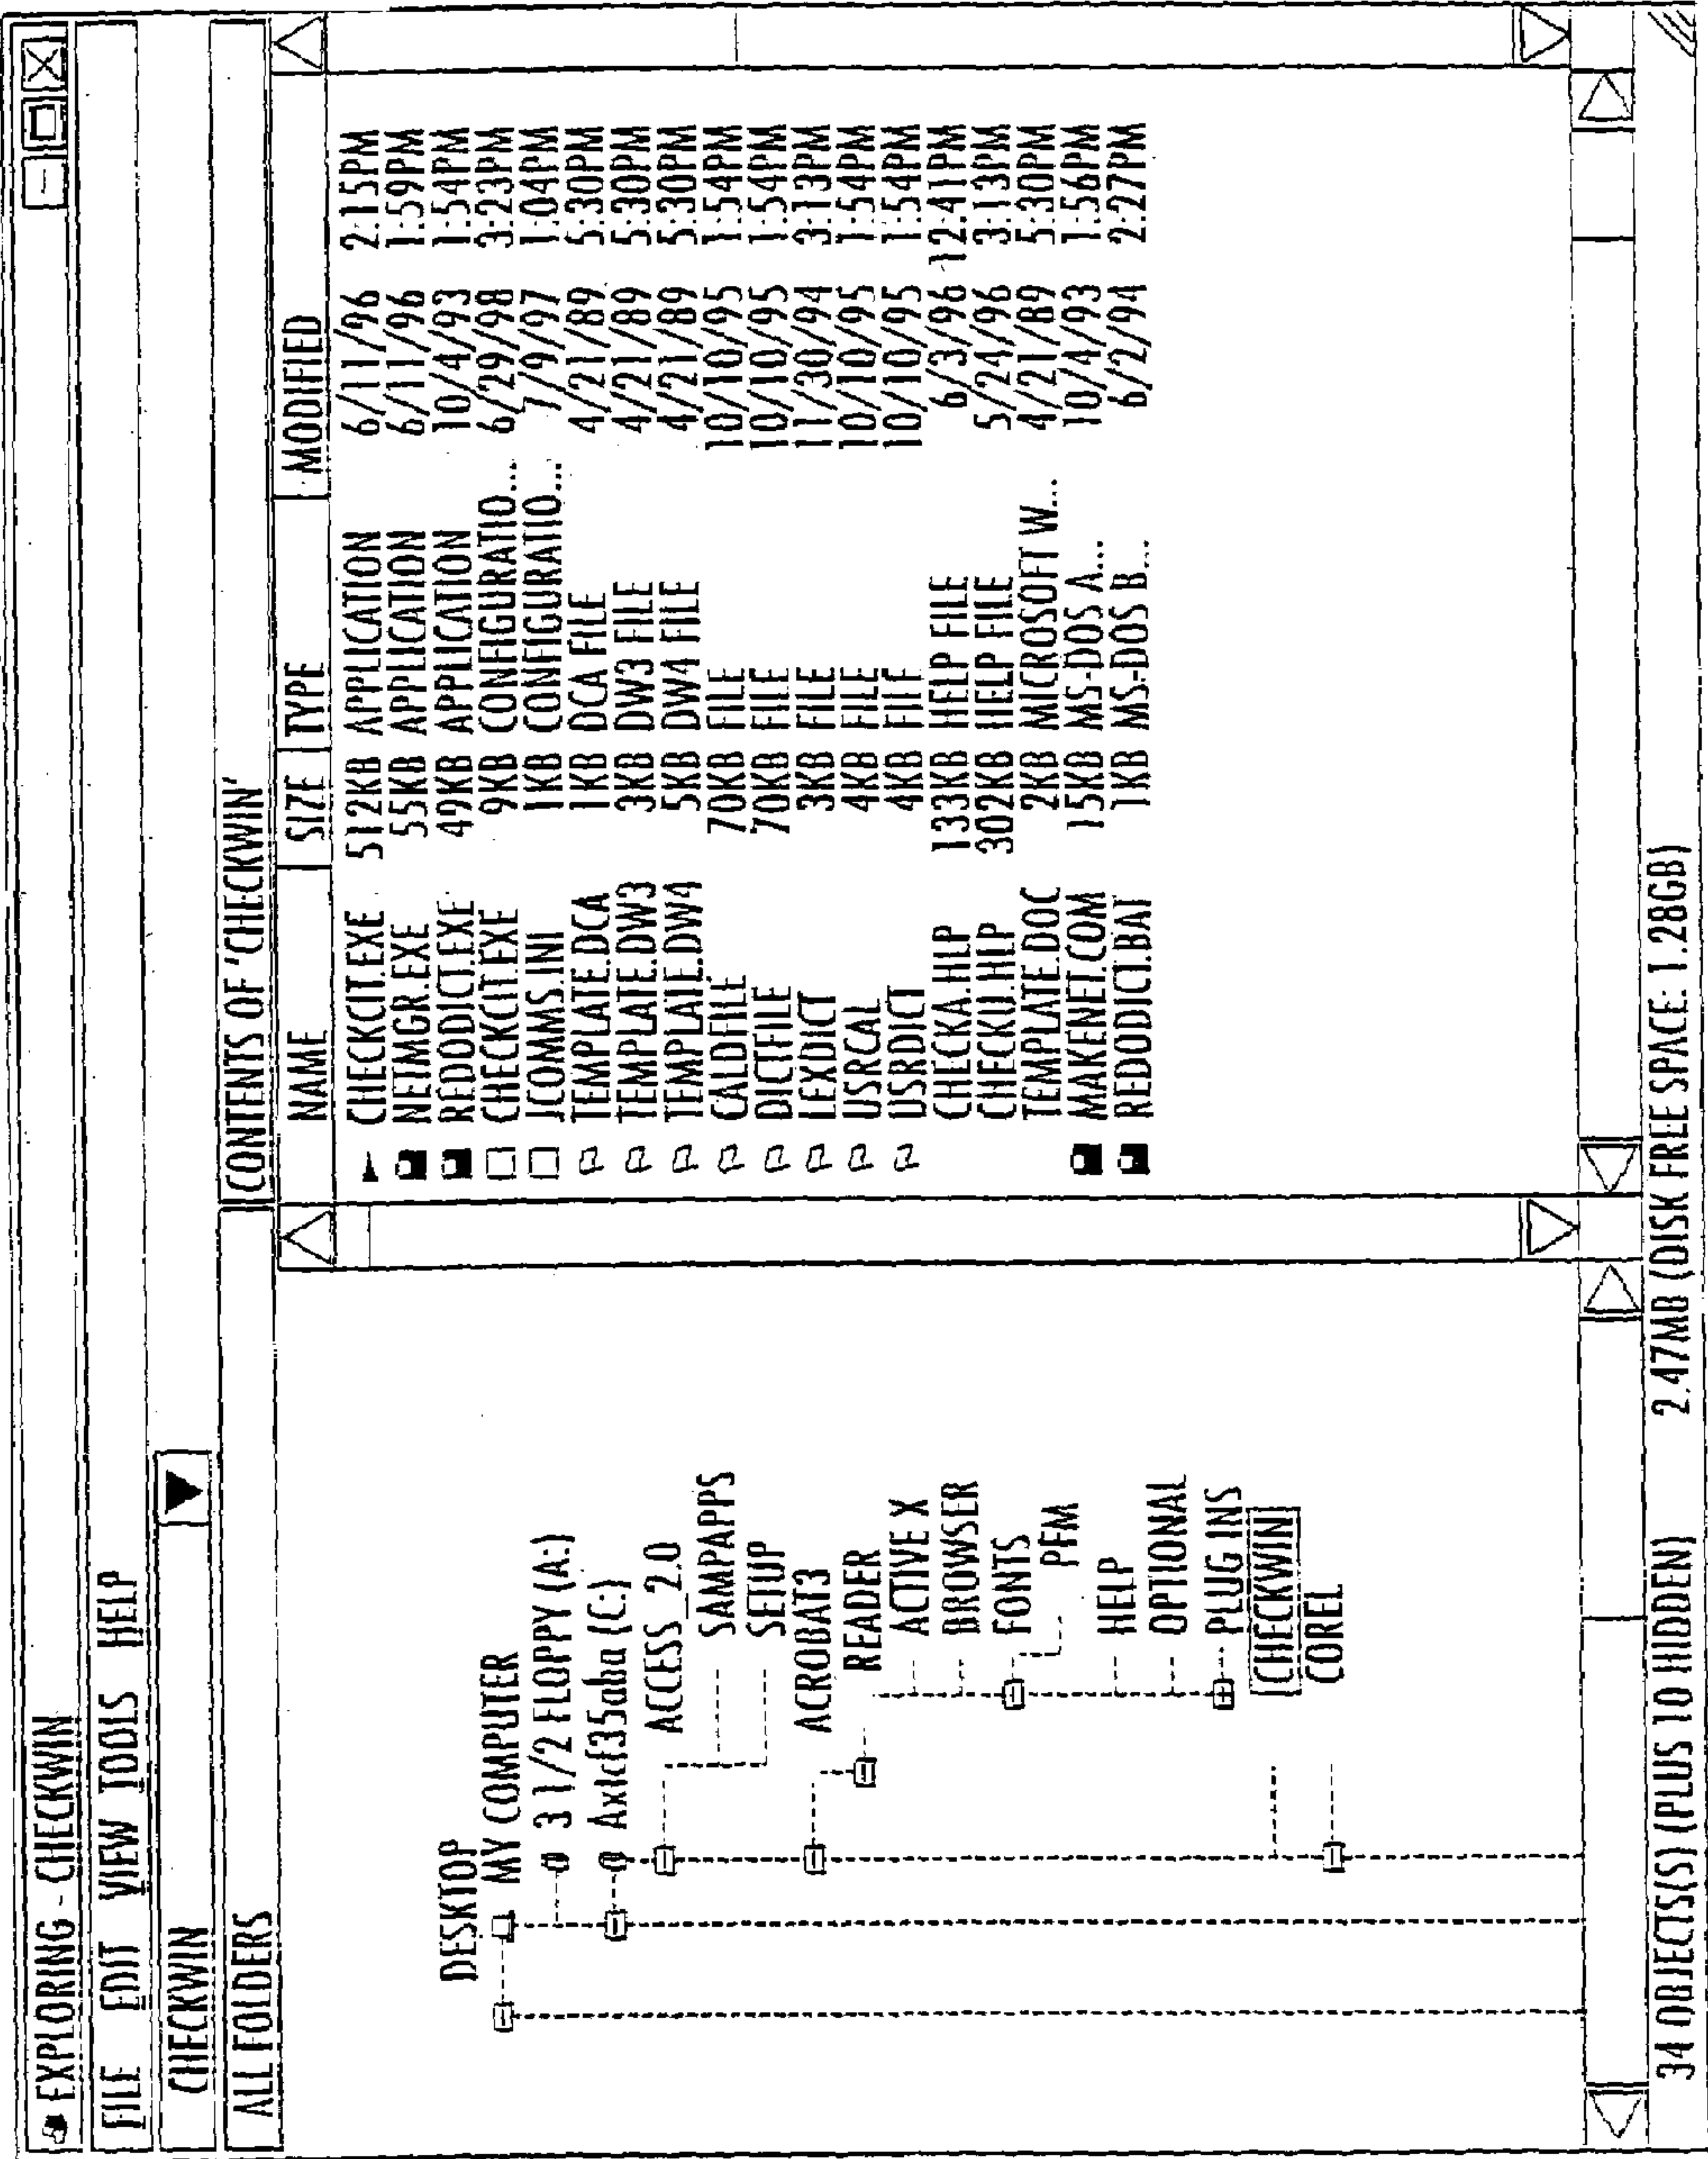 EXPLORING - CHECKWIN
FILE EDIT VIEW TOOLS HELP
CHECKWIN
ALL FOLDERS
CONTENTS OF 'CHECKWIN'
DESKTOP
MY COMPUTER
3 1/2 FLOPPY (A:)
(C:)
ACCESS_2.0
SAMPAPPS
SETUP
ACROBAT3
READER
ACTIVE X
BROWSER
FONTS
PFM
HELP
OPTIONAL
PLUG INS
CHECKWIN
COREL
NAME SIZE TYPE MODIFIED
CHECKCIT.EXE 512KB APPLICATION 6/11/96 2:15PM
NETMGR.EXE 55KB APPLICATION 6/11/96 1:59PM
REDODICT.EXE 49KB APPLICATION 10/4/93 1:54PM
CHECKCIT.EXE 9KB CONFIGURATIO... 6/29/98 3:23PM
JCOMMS.INI 1KB CONFIGURATIO... 7/9/97 1:04PM
TEMPLATE.DCA 1KB DCA FILE 4/21/89 5:30PM
TEMPLATE.DW3 3KB DW3 FILE 4/21/89 5:30PM
TEMPLATE.DW4 5KB DW4 FILE 4/21/89 5:30PM
CALDFILE 70KB FILE 10/10/95 1:54PM
DICTFILE 70KB FILE 10/10/95 1:54PM
LEXDICT 3KB FILE 11/30/94 3:13PM
USRCAL 4KB FILE 10/10/95 1:54PM
USRDICT 4KB FILE 10/10/95 1:54PM
CHECKA.HLP 133KB HELP FILE 6/3/96 12:41PM
CHECKU.HLP 302KB HELP FILE 5/24/96 3:13PM
TEMPLATE.DOC 2KB MICROSOFT W... 4/21/89 5:30PM
MAKENET.COM 15KB MS-DOS A... 10/4/93 1:56PM
REDODICT.BAT 1KB MS-DOS B... 6/2/94 2:27PM
34 OBJECTS(S) (PLUS 10 HIDDEN) 2.47MB (DISK FREE SPACE: 1.28GB)